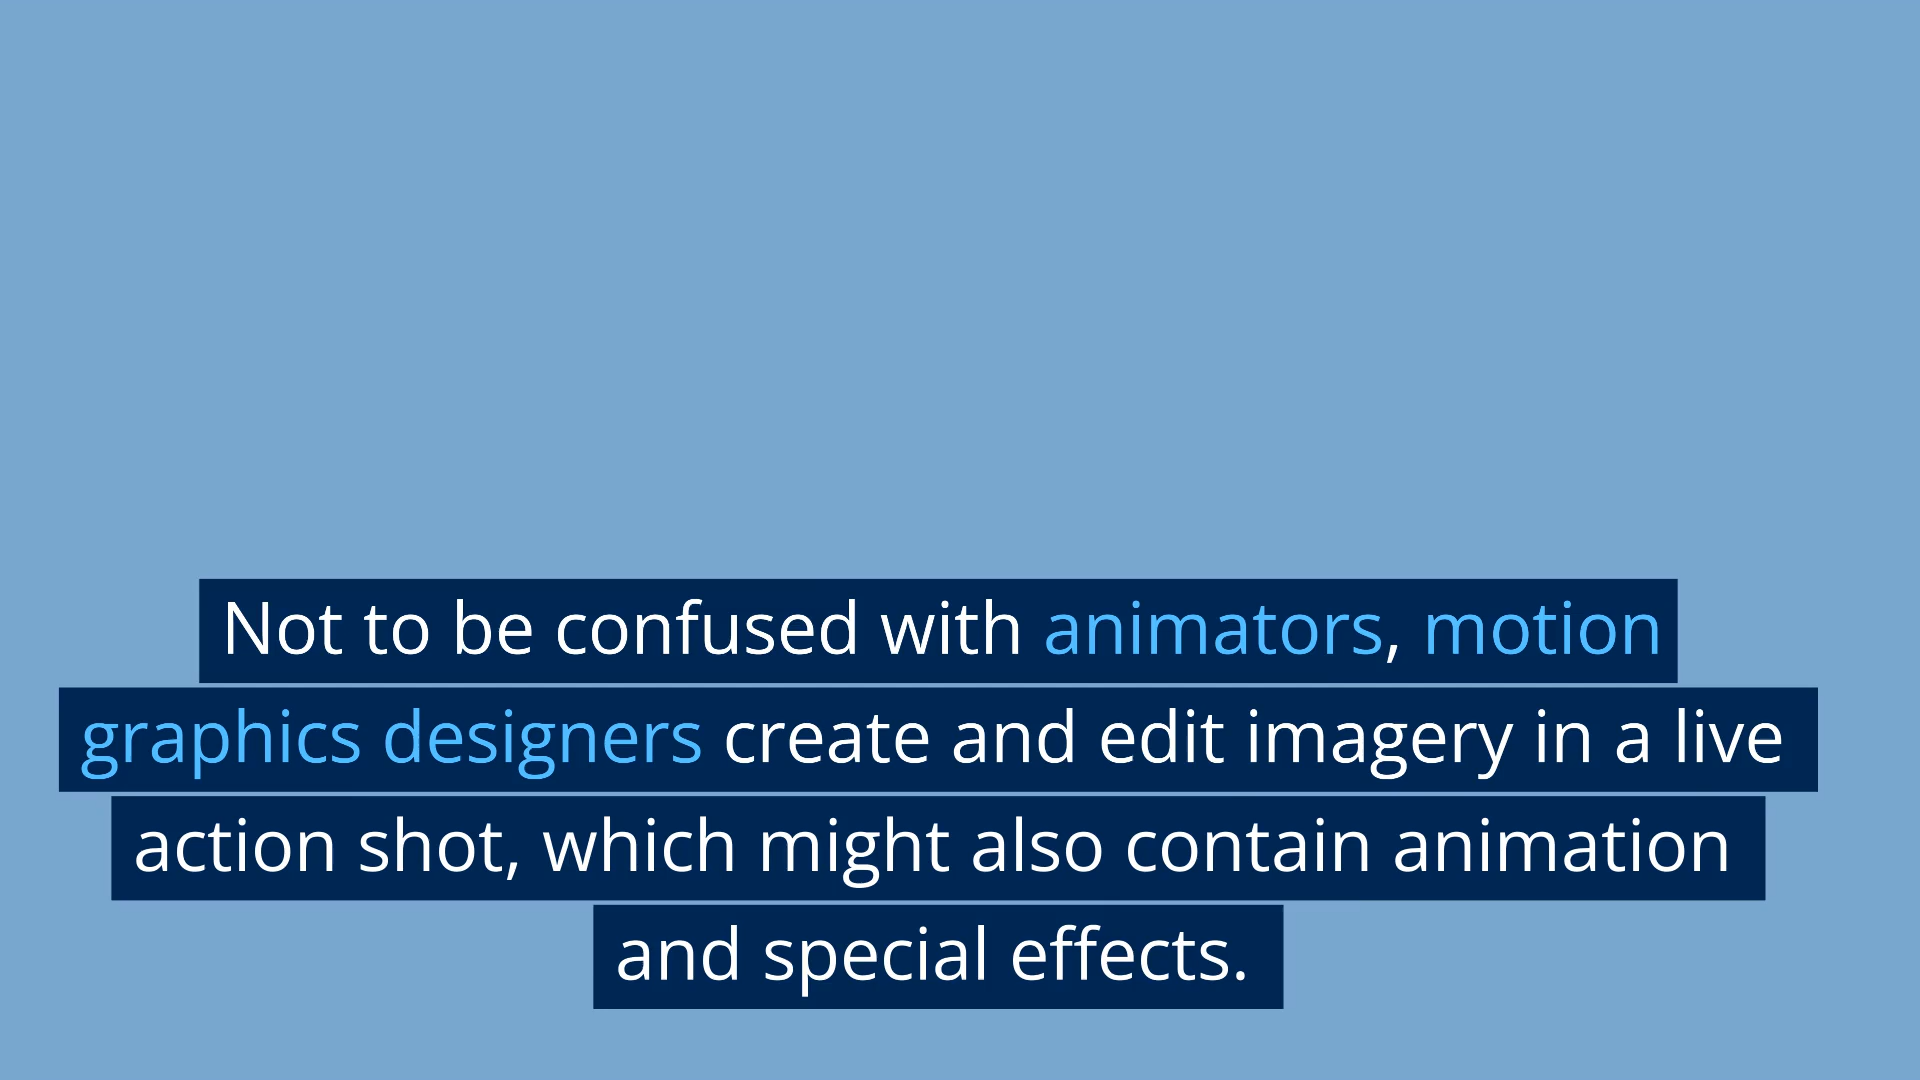 Not to be confused with animators, motion
graphics designers create and edit imagery in a live
action shot, which might also contain animation
and special effects.